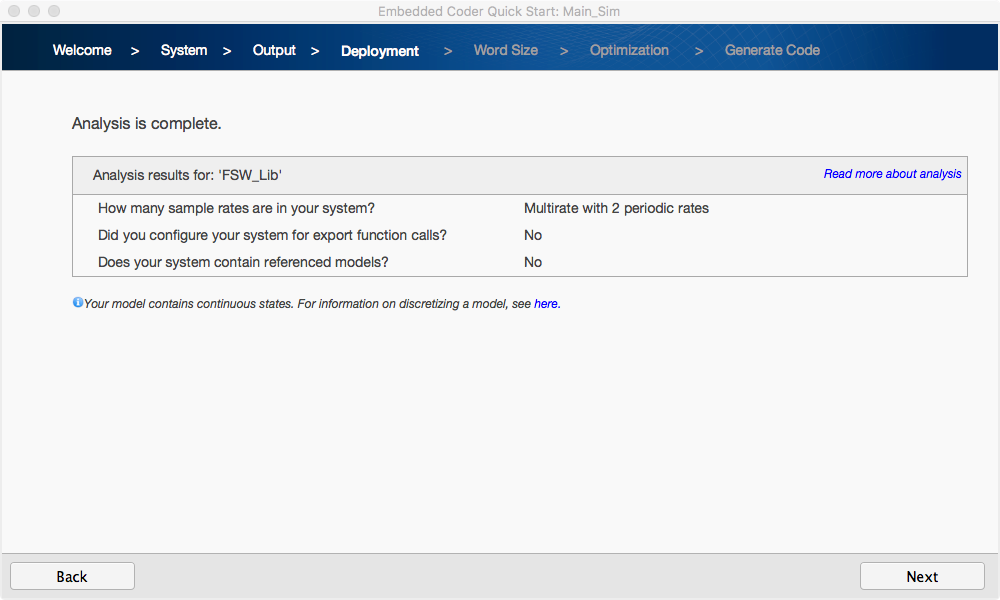 Embedded Coder Quick Start: Main_Sim
Welcome > System > Output > Deployment > Word Size > Optimization > Generate Code
Analysis is complete.
Analysis results for: 'FSW_Lib' Read more about analysis
How many sample rates are in your system? Multirate with 2 periodic rates
Did you configure your system for export function calls? No
Does your system contain referenced models? No
Your model contains continuous states. For information on discretizing a model, see here.
Back Next